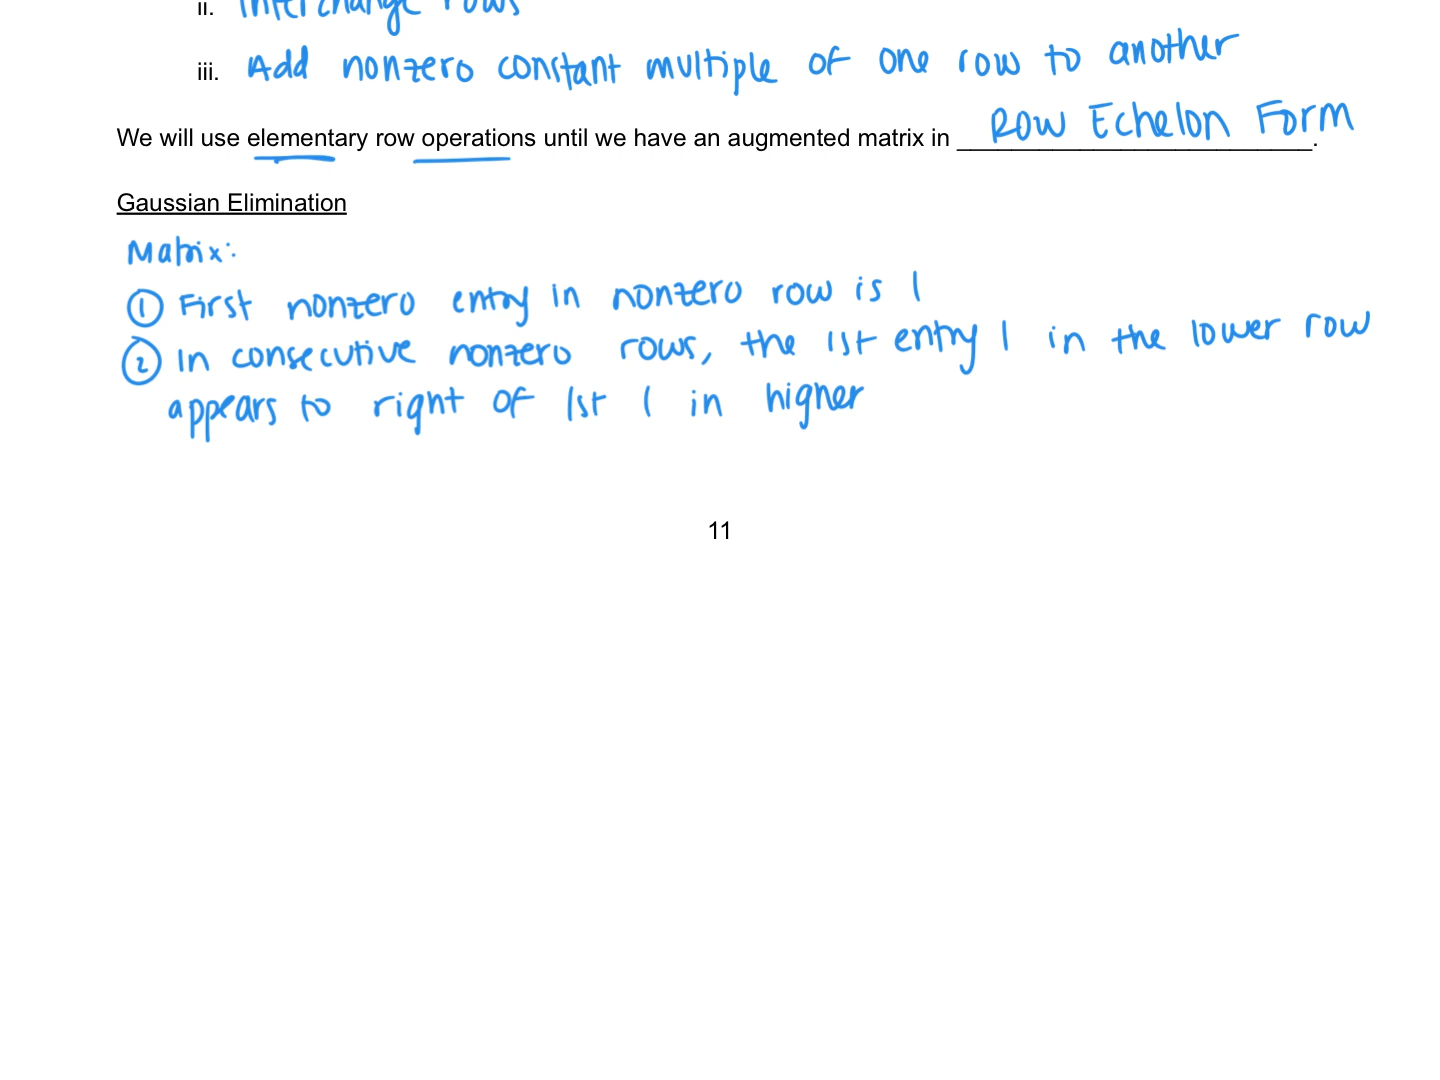 ii. Interchange rows
iii. Add nonzero constant multiple of one row to another
We will use elementary row operations until we have an augmented matrix in Row Echelon Form.
Gaussian Elimination
Matrix:
① First nonzero entry in nonzero row is 1
② In consecutive nonzero rows, the 1st entry 1 in the lower row
appears to right of 1st 1 in higher
11